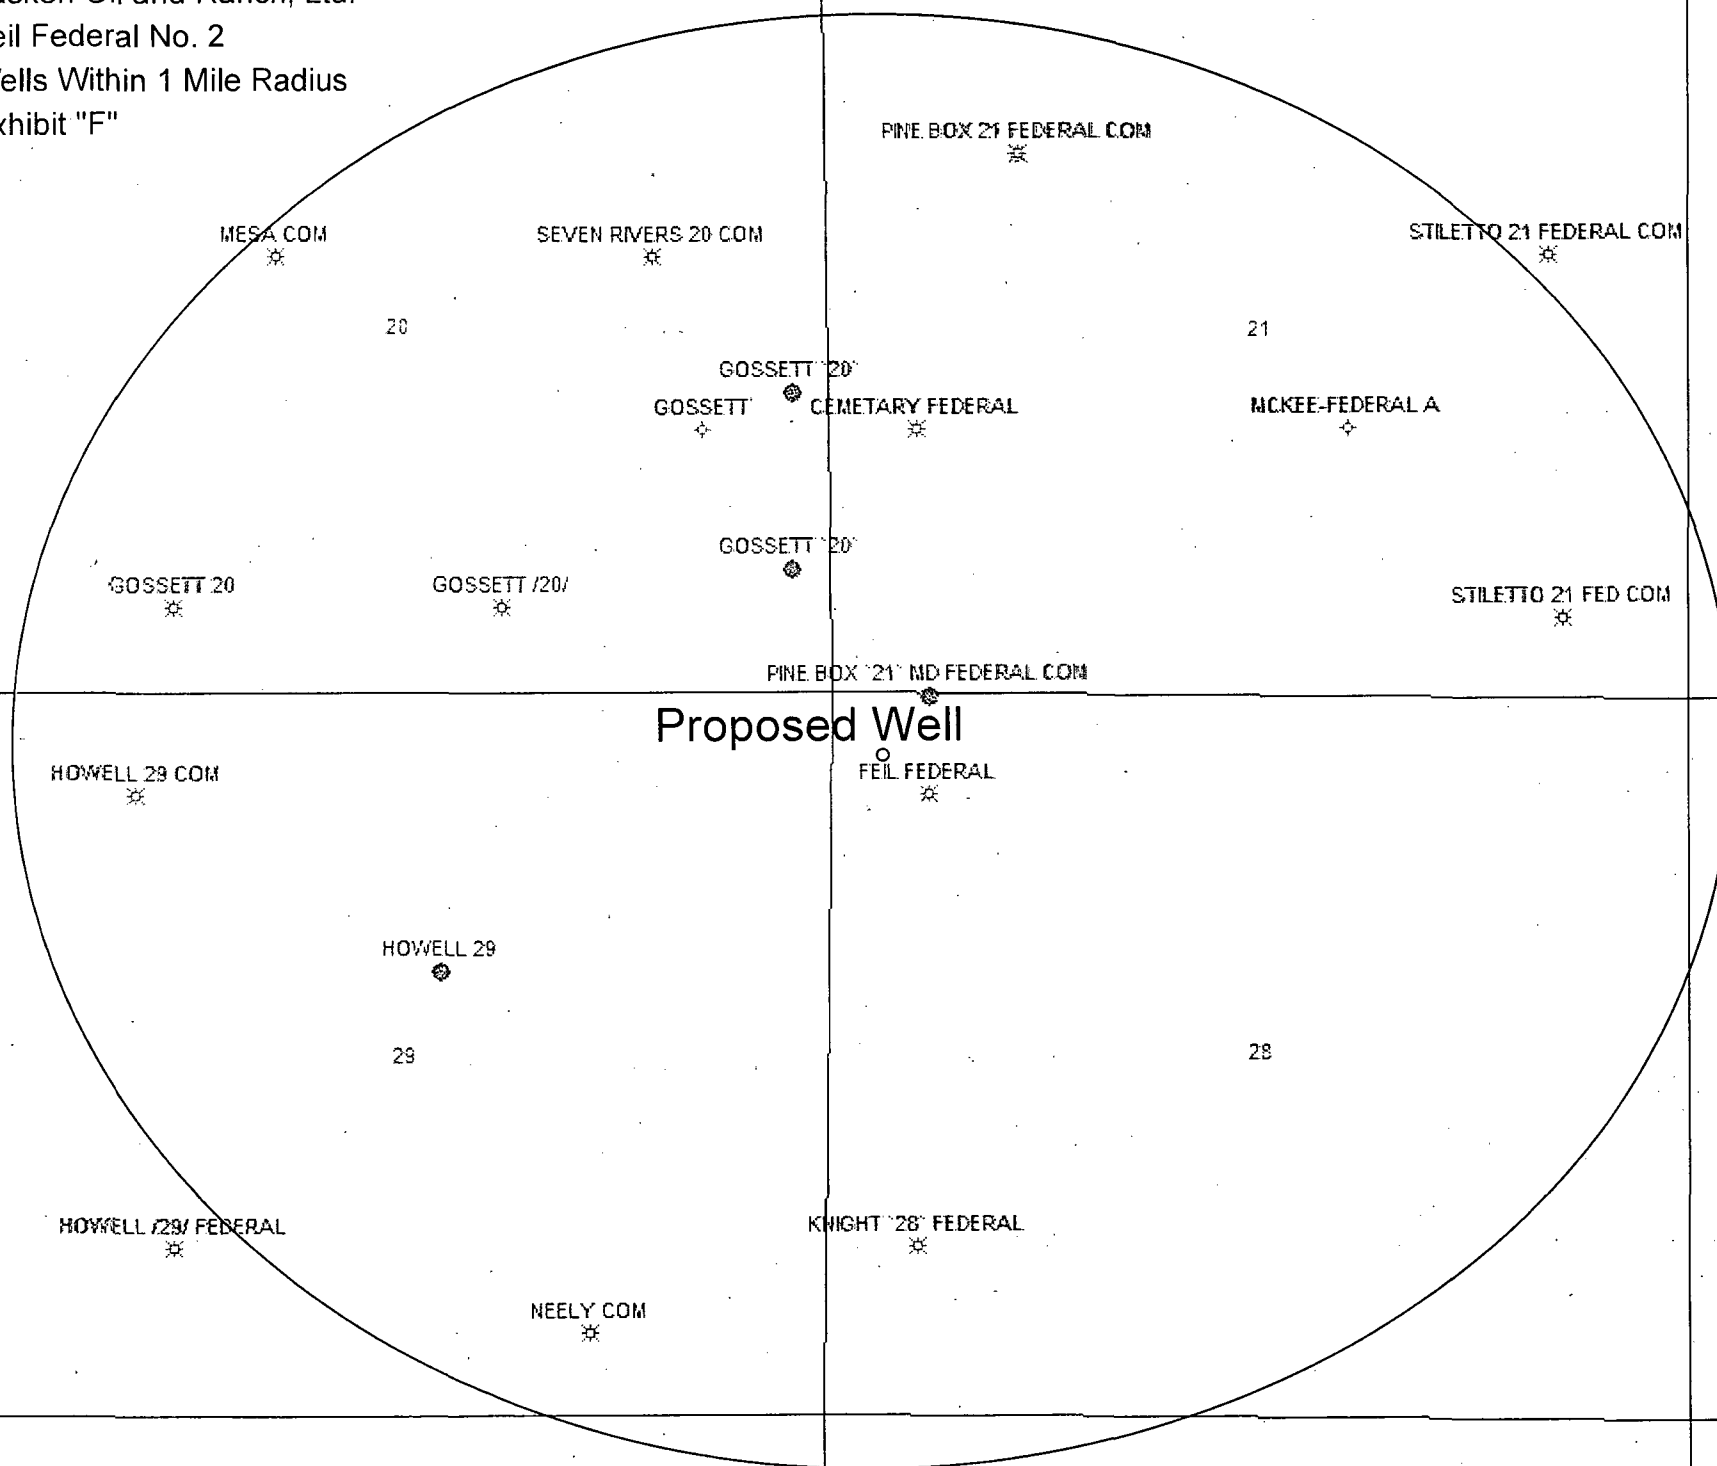 eil Federal No. 2
ells Within 1 Mile Radius
xhibit "F"
PINE BOX 21 FEDERAL COM
MESA COM
SEVEN RIVERS 20 COM
STILETTO 21 FEDERAL COM
20
21
GOSSETT "20"
GOSSETT
CEMETARY FEDERAL
MCKEE-FEDERAL A
GOSSETT "20"
GOSSETT 20
GOSSETT /20/
STILETTO 21 FED COM
PINE BOX "21" MD FEDERAL COM
Proposed Well
HOWELL 29 COM
FEIL FEDERAL
HOWELL 29
29
28
HOWELL /29/ FEDERAL
KNIGHT "28" FEDERAL
NEELY COM